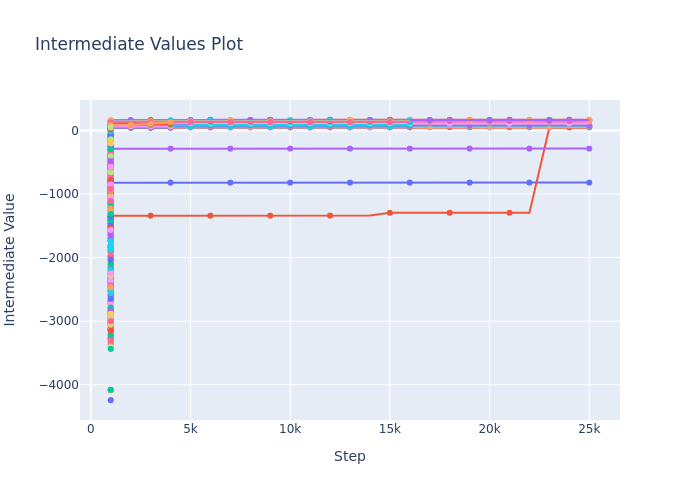 Intermediate Values Plot
Intermediate Value
0
−1000
−2000
−3000
−4000
0
5k
10k
15k
20k
25k
Step